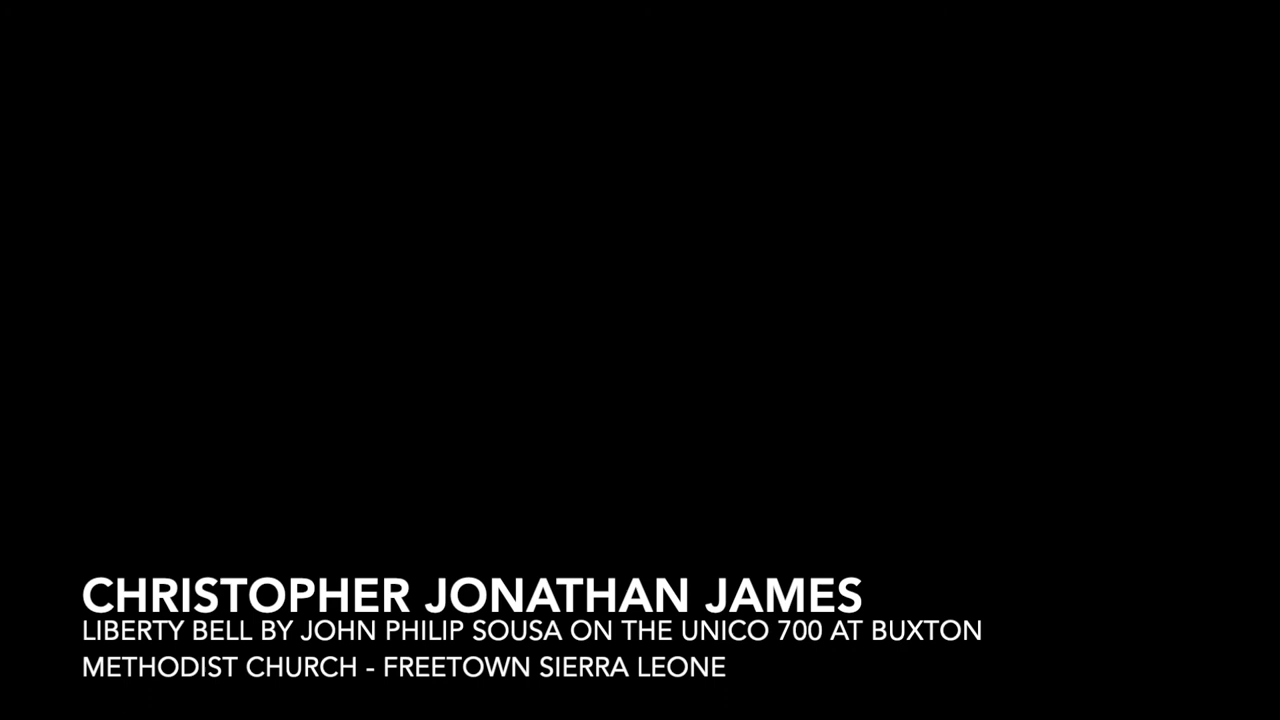 CHRISTOPHER JONATHAN JAMES
LIBERTY BELL BY JOHN PHILIP SOUSA ON THE UNICO 700 AT BUXTON
METHODIST CHURCH - FREETOWN SIERRA LEONE